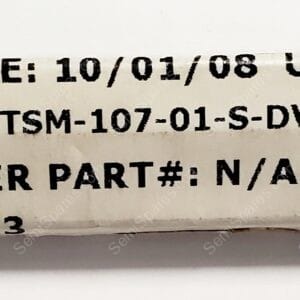 E: 10/01/08 U
TSM-107-01-S-DV
ER PART#: N/A
3